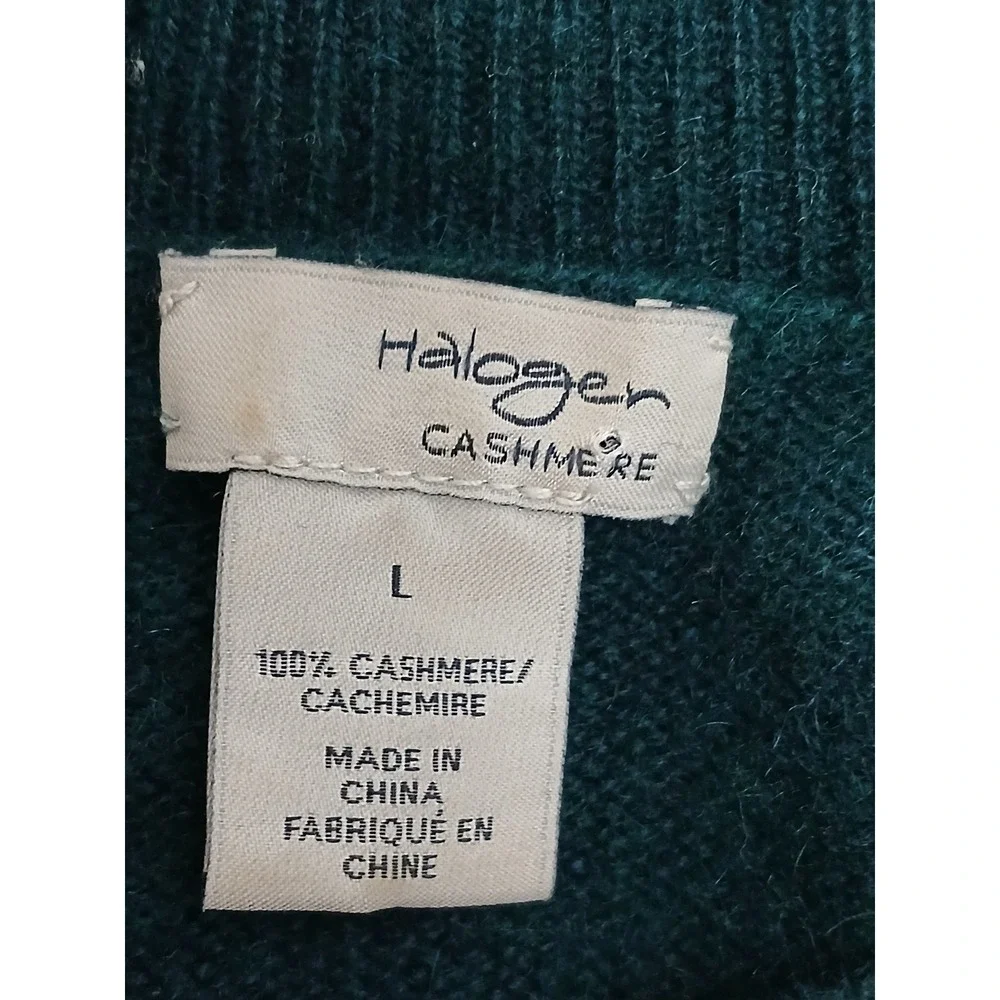 Halogen
CASHMERE
L
100% CASHMERE/
CACHEMIRE
MADE IN
CHINA
FABRIQUÉ EN
CHINE